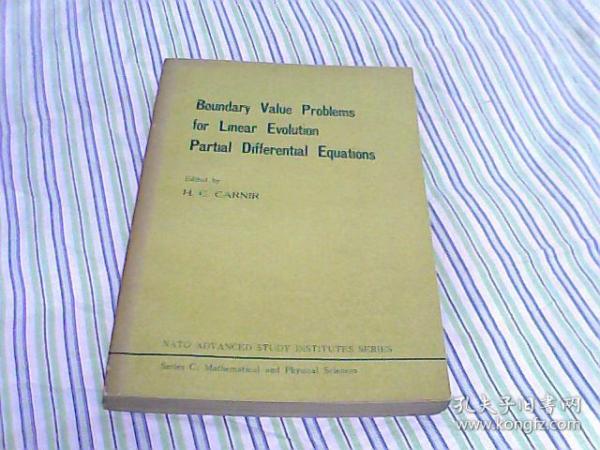 Boundary Value Problems
for Linear Evolution
Partial Differential Equations
Edited by
H. G. CARNIR
NATO ADVANCED STUDY INSTITUTES SERIES
Series C: Mathematical and Physical Sciences
孔夫子旧书网
www.kongfz.com